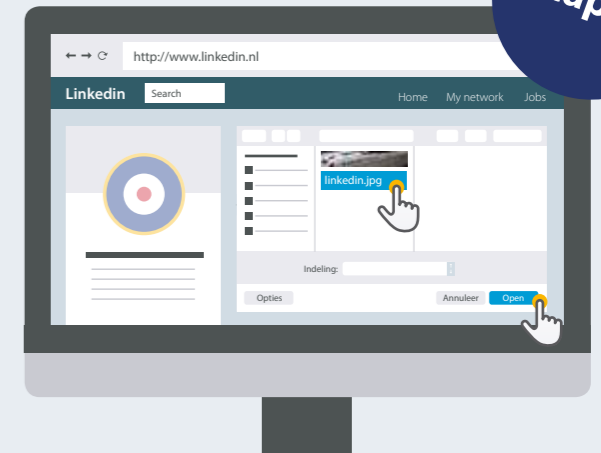 http://www.linkedin.nl
Linkedin Search Home My network Jobs
linkedin.jpg
Indeling:
Opties Annuleer Open